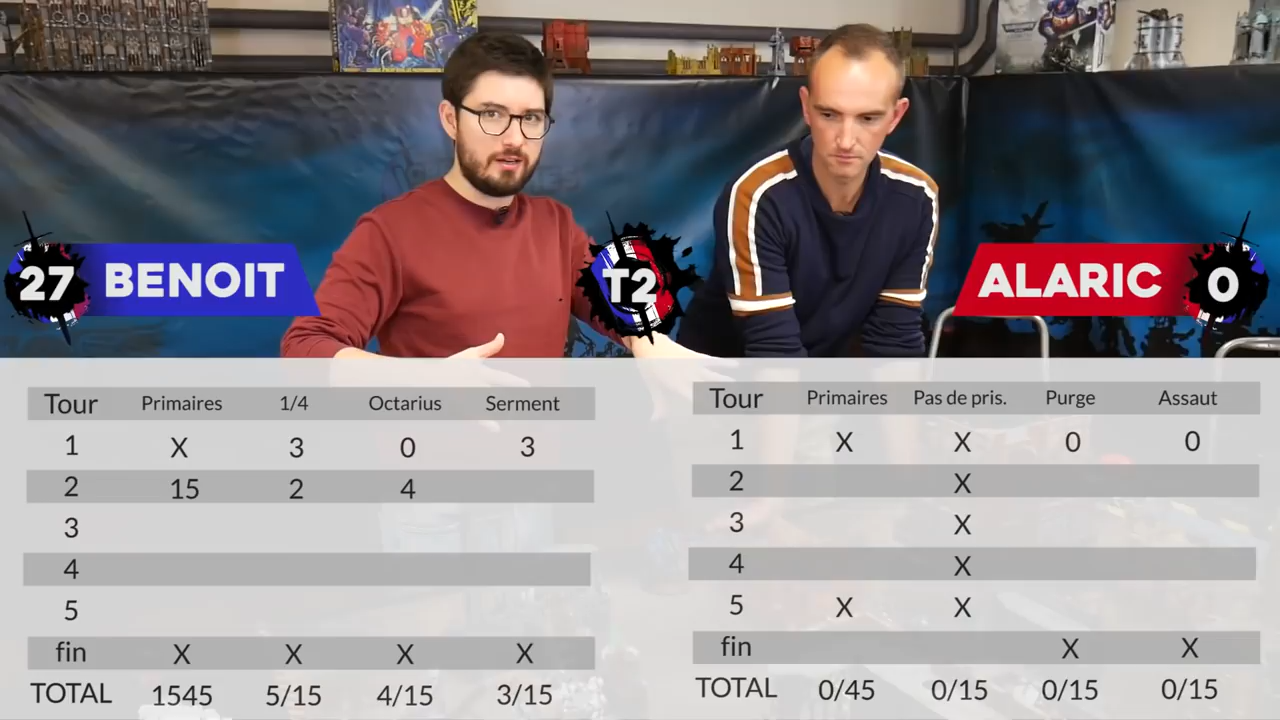 27 BENOIT T2 ALARIC 0
Tour Primaires 1/4 Octarius Serment
1 X 3 0 3
2 15 2 4
3
4
5
fin X X X X
TOTAL 1545 5/15 4/15 3/15
Tour Primaires Pas de pris. Purge Assaut
1 X X 0 0
2 X
3 X
4 X
5 X X
fin X X
TOTAL 0/45 0/15 0/15 0/15